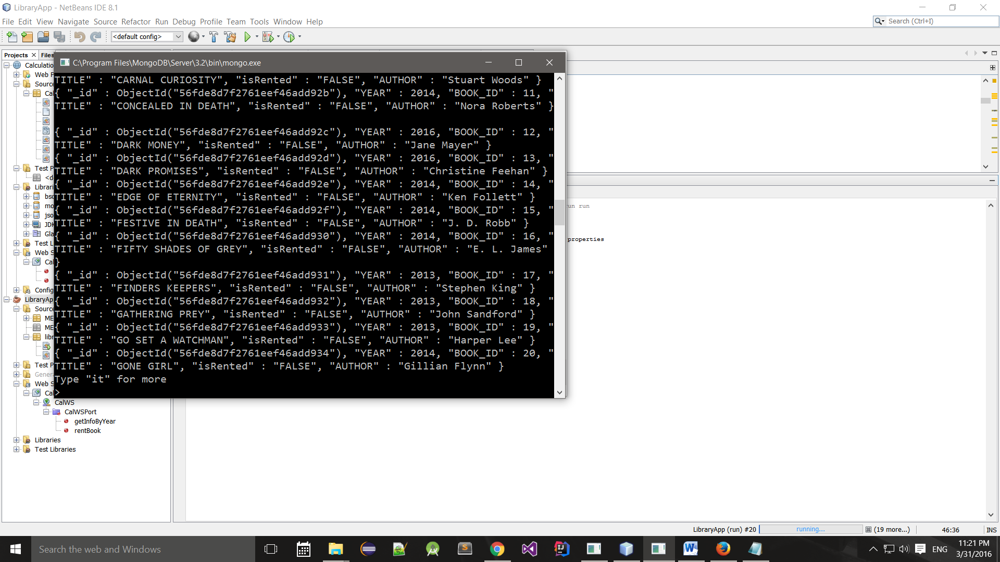 LibraryApp - NetBeans IDE 8.1
File Edit View Navigate Source Refactor Run Debug Profile Team Tools Window Help
Search (Ctrl+I)
<default config>
Projects
Files
C:\Program Files\MongoDB\Server\3.2\bin\mongo.exe
TITLE" : "CARNAL CURIOSITY", "isRented" : "FALSE", "AUTHOR" : "Stuart Woods" }
{ "_id" : ObjectId("56fde8d7f2761eef46add92b"), "YEAR" : 2014, "BOOK_ID" : 11, "
TITLE" : "CONCEALED IN DEATH", "isRented" : "FALSE", "AUTHOR" : "Nora Roberts" }
{ "_id" : ObjectId("56fde8d7f2761eef46add92c"), "YEAR" : 2016, "BOOK_ID" : 12, "
TITLE" : "DARK MONEY", "isRented" : "FALSE", "AUTHOR" : "Jane Mayer" }
{ "_id" : ObjectId("56fde8d7f2761eef46add92d"), "YEAR" : 2016, "BOOK_ID" : 13, "
TITLE" : "DARK PROMISES", "isRented" : "FALSE", "AUTHOR" : "Christine Feehan" }
{ "_id" : ObjectId("56fde8d7f2761eef46add92e"), "YEAR" : 2014, "BOOK_ID" : 14, "
TITLE" : "EDGE OF ETERNITY", "isRented" : "FALSE", "AUTHOR" : "Ken Follett" }
{ "_id" : ObjectId("56fde8d7f2761eef46add92f"), "YEAR" : 2014, "BOOK_ID" : 15, "
TITLE" : "FESTIVE IN DEATH", "isRented" : "FALSE", "AUTHOR" : "J. D. Robb" }
{ "_id" : ObjectId("56fde8d7f2761eef46add930"), "YEAR" : 2014, "BOOK_ID" : 16, "
TITLE" : "FIFTY SHADES OF GREY", "isRented" : "FALSE", "AUTHOR" : "E. L. James"
}
{ "_id" : ObjectId("56fde8d7f2761eef46add931"), "YEAR" : 2013, "BOOK_ID" : 17, "
TITLE" : "FINDERS KEEPERS", "isRented" : "FALSE", "AUTHOR" : "Stephen King" }
{ "_id" : ObjectId("56fde8d7f2761eef46add932"), "YEAR" : 2013, "BOOK_ID" : 18, "
TITLE" : "GATHERING PREY", "isRented" : "FALSE", "AUTHOR" : "John Sandford" }
{ "_id" : ObjectId("56fde8d7f2761eef46add933"), "YEAR" : 2013, "BOOK_ID" : 19, "
TITLE" : "GO SET A WATCHMAN", "isRented" : "FALSE", "AUTHOR" : "Harper Lee" }
{ "_id" : ObjectId("56fde8d7f2761eef46add934"), "YEAR" : 2014, "BOOK_ID" : 20, "
TITLE" : "GONE GIRL", "isRented" : "FALSE", "AUTHOR" : "Gillian Flynn" }
Type "it" for more
>
Calculatio
Web P
Source
Cal
Test P
<de
Librari
bso
mo
jso
JDK
Gla
Test L
Web S
Cal
Config
LibraryAp
Source
ME
ME
libr
Test P
Gener
Web S
Cal
CalWS
CalWSPort
getInfoByYear
rentBook
Libraries
Test Libraries
run run
properties
LibraryApp (run) #20
running...
(19 more...)
46:36
INS
Search the web and Windows
ENG
11:21 PM
3/31/2016